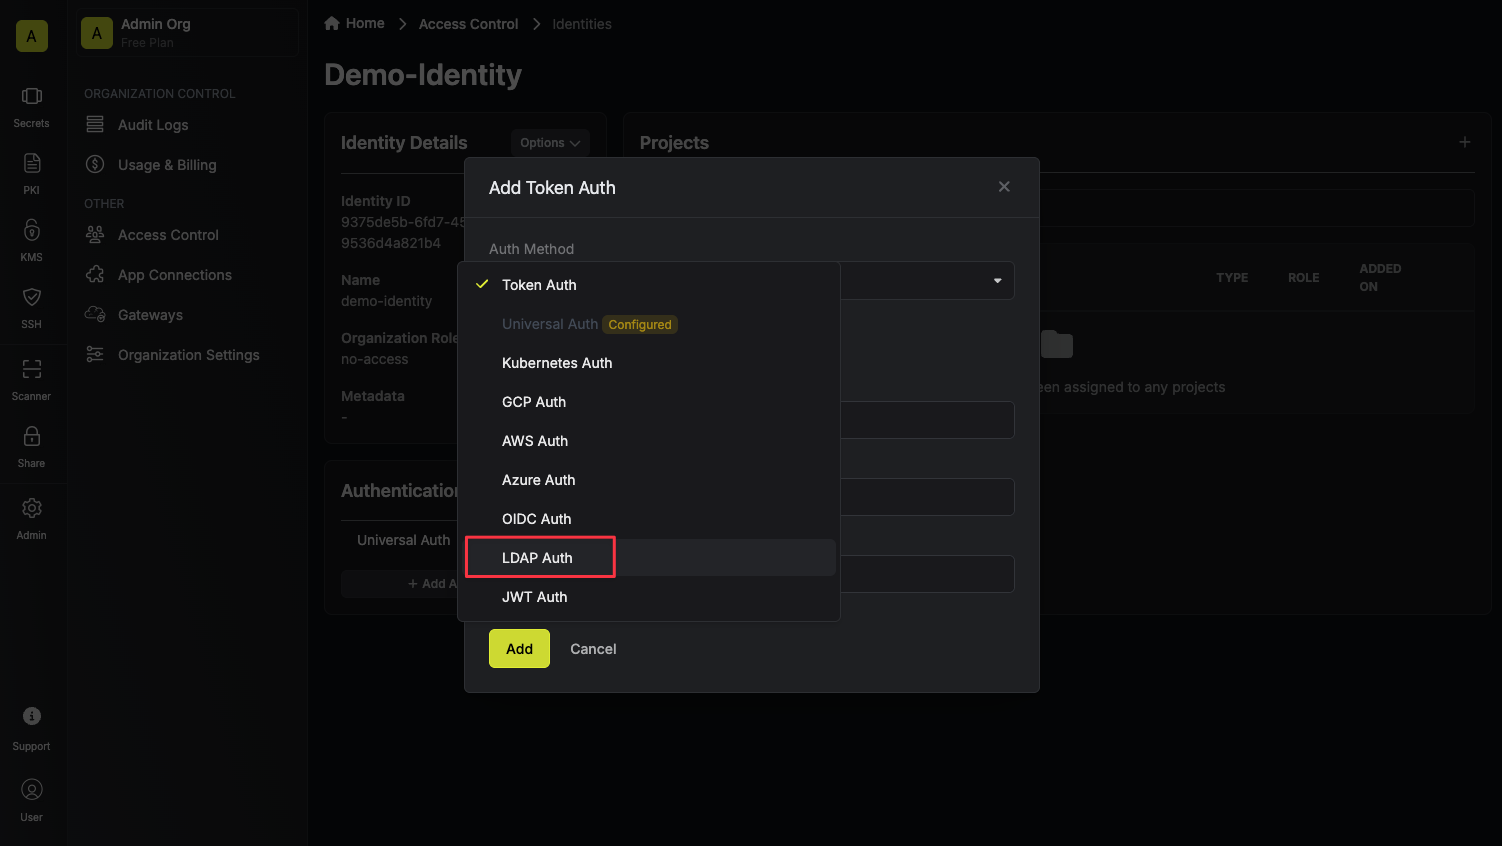 A
Secrets
PKI
KMS
SSH
Scanner
Share
Admin
Support
User
A
Admin Org
Free Plan
ORGANIZATION CONTROL
Audit Logs
Usage & Billing
OTHER
Access Control
App Connections
Gateways
Organization Settings
Home
Access Control
Identities
Demo-Identity
Identity Details
Options
Identity ID
9375de5b-6fd7-45
9536d4a821b4
Name
demo-identity
Organization Role
no-access
Metadata
-
Authentication
Universal Auth
+ Add A
Projects
+
TYPE
ROLE
ADDED
ON
een assigned to any projects
Add Token Auth
Auth Method
Token Auth
Universal Auth Configured
Kubernetes Auth
GCP Auth
AWS Auth
Azure Auth
OIDC Auth
LDAP Auth
JWT Auth
Add
Cancel